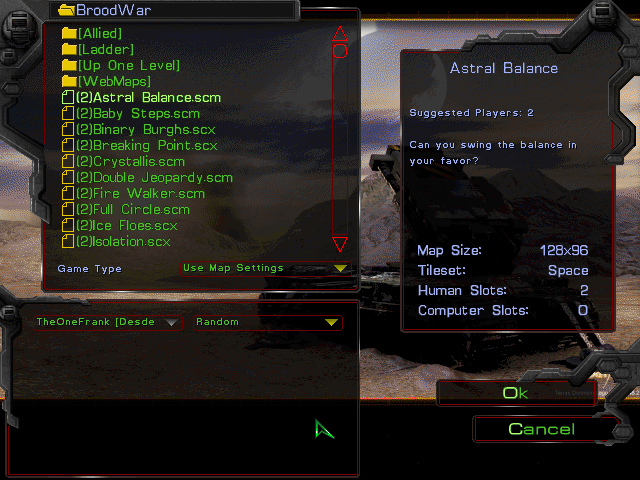 BroodWar
[Allied]
[Ladder]
[Up One Level]
[WebMaps]
(2)Astral Balance.scm
(2)Baby Steps.scm
(2)Binary Burghs.scx
(2)Breaking Point.scx
(2)Crystallis.scm
(2)Double Jeopardy.scm
(2)Fire Walker.scm
(2)Full Circle.scm
(2)Ice Floes.scx
(2)Isolation.scx
Game Type
Use Map Settings
TheOneFrank [Desde
Random
Astral Balance
Suggested Players: 2
Can you swing the balance in
your favor?
Map Size: 128x96
Tileset: Space
Human Slots: 2
Computer Slots: 0
Ok
Cancel